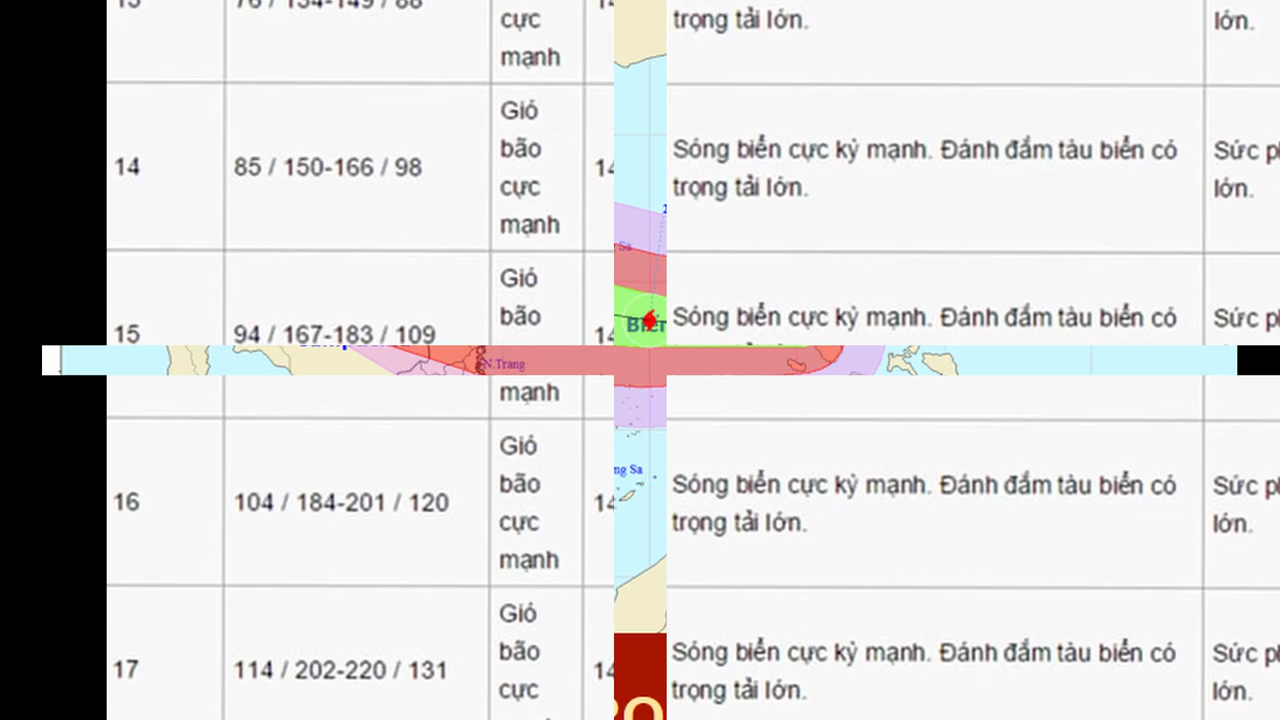 cực
mạnh
trọng tải lớn.
lớn.
14
85 / 150-166 / 98
Gió
bão
cực
mạnh
14
Sóng biển cực kỳ mạnh. Đánh đắm tàu biển có
trọng tải lớn.
Sức
lớn.
15
94 / 167-183 / 109
Gió
bão
14
Sóng biển cực kỳ mạnh. Đánh đắm tàu biển có
Sức
N.Trang
mạnh
16
104 / 184-201 / 120
Gió
bão
cực
mạnh
14
Sa
Sóng biển cực kỳ mạnh. Đánh đắm tàu biển có
trọng tải lớn.
Sức
lớn.
17
114 / 202-220 / 131
Gió
bão
cực
14
Sóng biển cực kỳ mạnh. Đánh đắm tàu biển có
trọng tải lớn.
Sức
lớn.